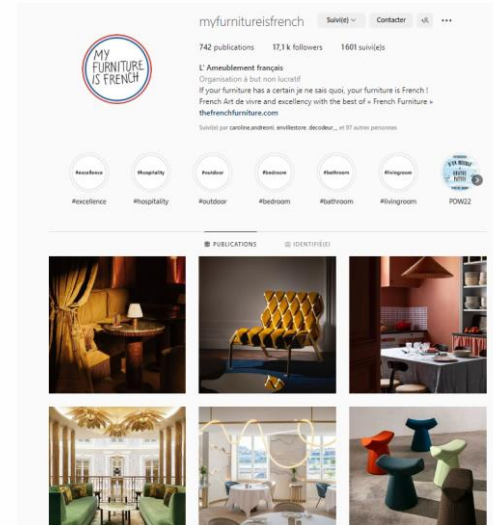 myfurnitureisfrench Suivi(e) Contacter
742 publications 17,1 k followers 1 601 suivi(e)s
MY
FURNITURE
IS FRENCH
L' Ameublement français
Organisation à but non lucratif
If your furniture has a certain je ne sais quoi, your furniture is French !
French Art de vivre and excellency with the best of « French Furniture »
thefrenchfurniture.com
Suivi(e) par caroline.andreoni, envillestore, decodeur_, et 97 autres personnes
#excellence #hospitality #outdoor #bedroom #bathroom #livingroom
#excellence #hospitality #outdoor #bedroom #bathroom #livingroom PDW22
PUBLICATIONS IDENTIFIÉ(E)